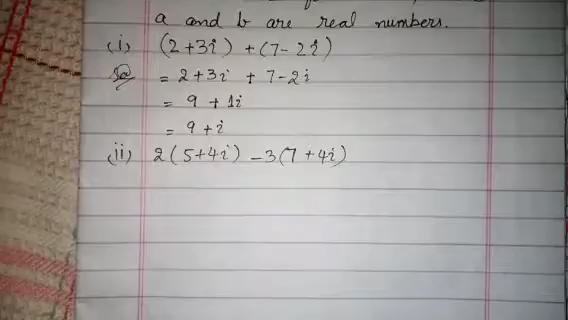 a and b are real numbers.
(i) (2+3i) + (7-2i)
Sol = 2+3i + 7-2i
= 9 + 1i
= 9 + i
(ii) 2(5+4i) -3(7+4i)